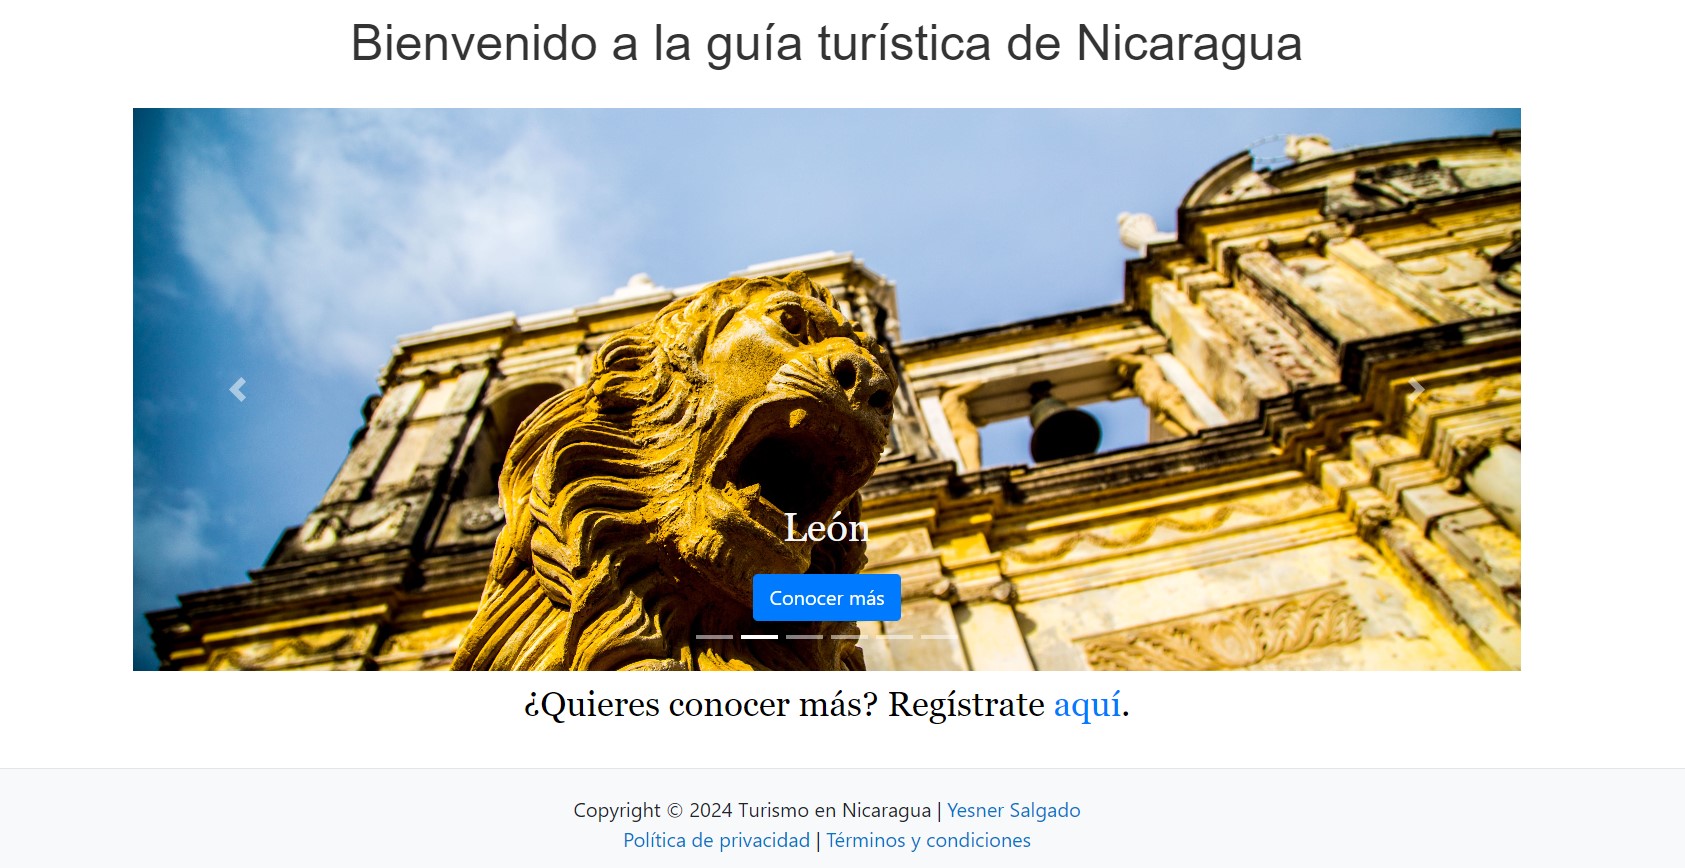 Bienvenido a la guía turística de Nicaragua
León
Conocer más
¿Quieres conocer más? Regístrate aquí.
Copyright © 2024 Turismo en Nicaragua | Yesner Salgado
Política de privacidad | Términos y condiciones